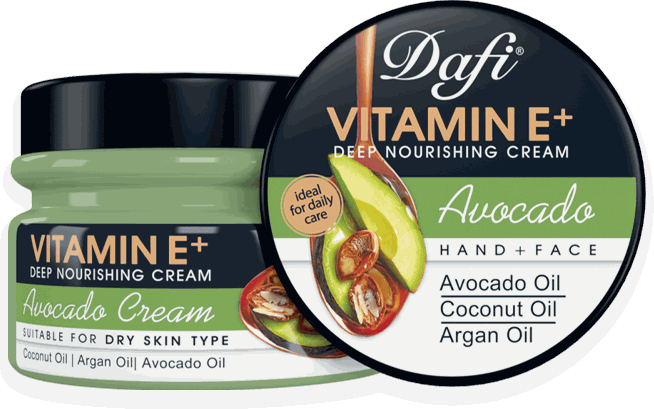 Dafi®
VITAMIN E+
DEEP NOURISHING CREAM
ideal
for daily
care
Avocado
HAND + FACE
Avocado Oil
Coconut Oil
Argan Oil
VITAMIN E+
DEEP NOURISHING CREAM
Avocado Cream
SUITABLE FOR DRY SKIN TYPE
Coconut Oil | Argan Oil| Avocado Oil